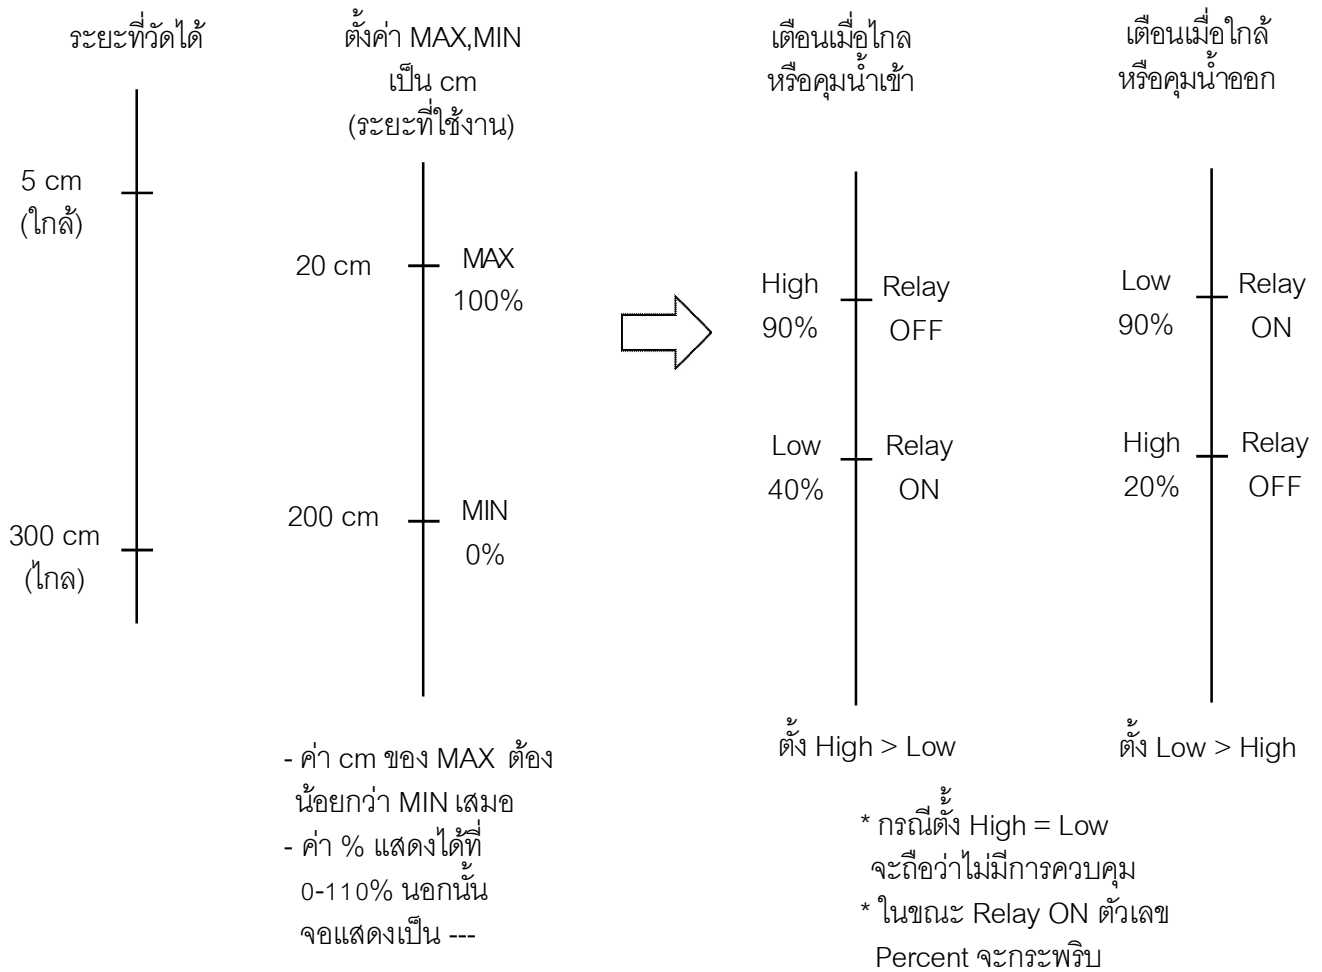 ระยะที่วัดได้
5 cm
(ใกล้)
300 cm
(ไกล)
ตั้งค่า MAX,MIN
เป็น cm
(ระยะที่ใช้งาน)
20 cm MAX
100%
200 cm MIN
0%
- ค่า cm ของ MAX ต้อง
น้อยกว่า MIN เสมอ
- ค่า % แสดงได้ที่
0-110% นอกนั้น
จอแสดงเป็น ---
เตือนเมื่อไกล
หรือคุมน้ำเข้า
High Relay
90% OFF
Low Relay
40% ON
ตั้ง High > Low
เตือนเมื่อใกล้
หรือคุมน้ำออก
Low Relay
90% ON
High Relay
20% OFF
ตั้ง Low > High
* กรณีตั้ง High = Low
จะถือว่าไม่มีการควบคุม
* ในขณะ Relay ON ตัวเลข
Percent จะกระพริบ